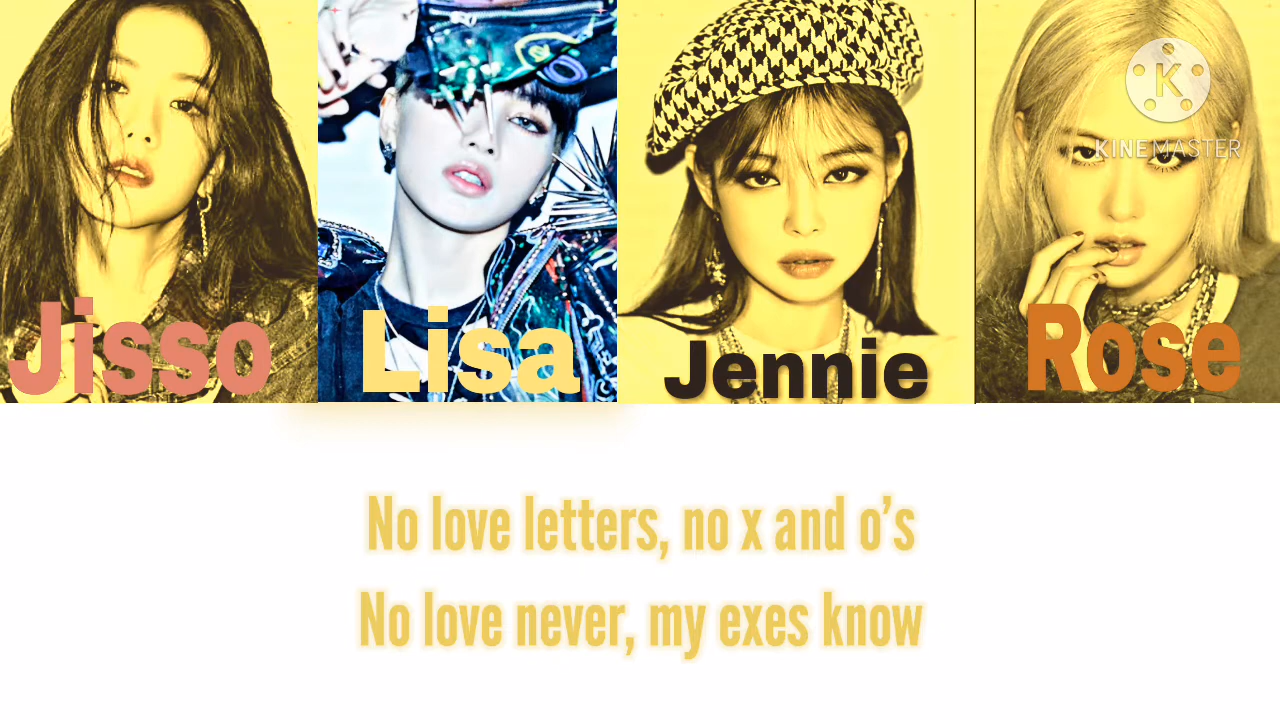 K
KINEMASTER
Jisso
Lisa
Jennie
Rose
No love letters, no x and o's
No love never, my exes know